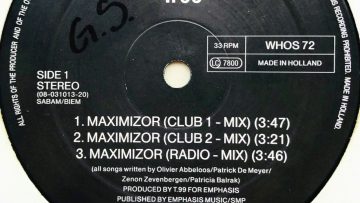 G.S.
33 RPM
WHOS 72
LC 7800
MADE IN HOLLAND
SIDE 1
STEREO
(08-031013-20)
SABAM/BIEM
1. MAXIMIZOR (CLUB 1 - MIX) (3:47)
2. MAXIMIZOR (CLUB 2 - MIX) (3:21)
3. MAXIMIZOR (RADIO - MIX) (3:46)
(all songs written by Olivier Abbeloos/Patrick De Meyer/
Zenon Zevenbergen/Patricia Balrak)
PRODUCED BY T.99 FOR EMPHASIS
PUBLISHED BY EMPHASIS MUSIC/SMP
ALL RIGHTS OF THE PRODUCER AND OF THE
RECORDING PROHIBITED.
MADE IN HOLLAND.